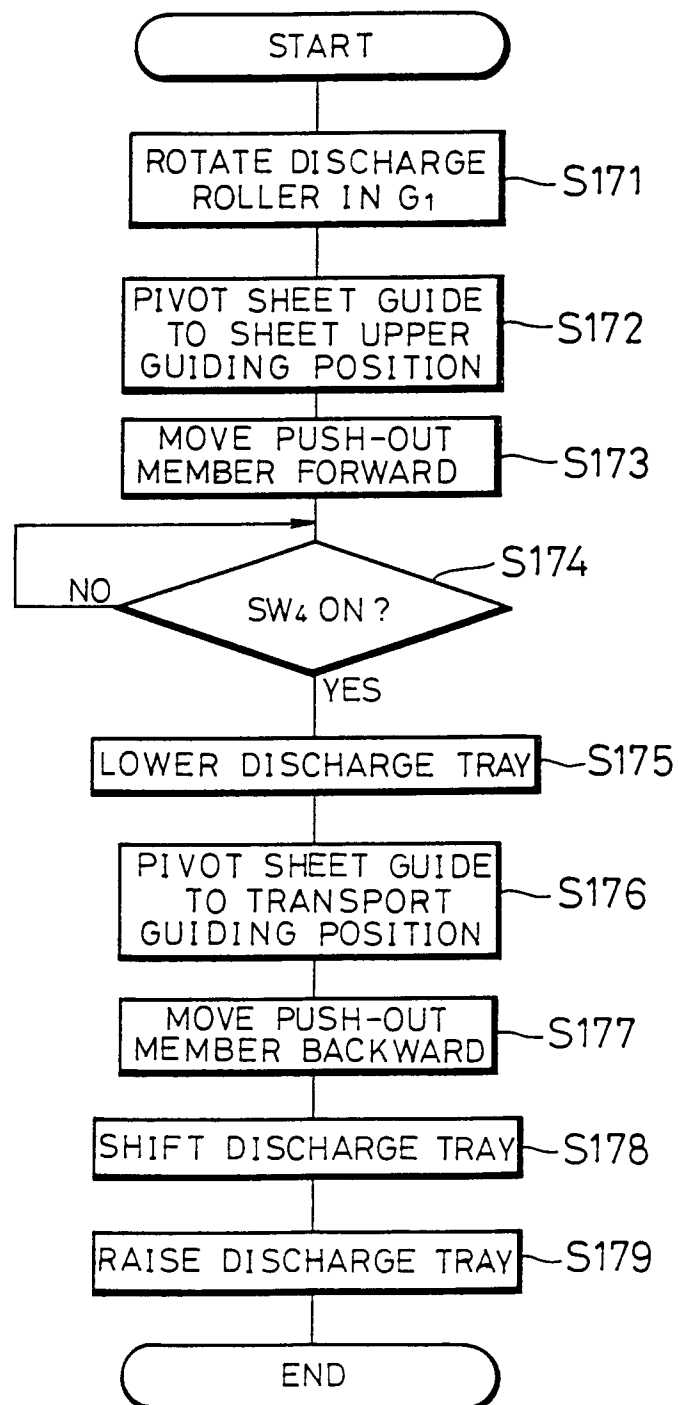 START
ROTATE DISCHARGE
ROLLER IN G₁
S171
PIVOT SHEET GUIDE
TO SHEET UPPER
GUIDING POSITION
S172
MOVE PUSH-OUT
MEMBER FORWARD
S173
S174
NO
SW₄ ON ?
YES
LOWER DISCHARGE TRAY
S175
PIVOT SHEET GUIDE
TO TRANSPORT
GUIDING POSITION
S176
MOVE PUSH-OUT
MEMBER BACKWARD
S177
SHIFT DISCHARGE TRAY
S178
RAISE DISCHARGE TRAY
S179
END